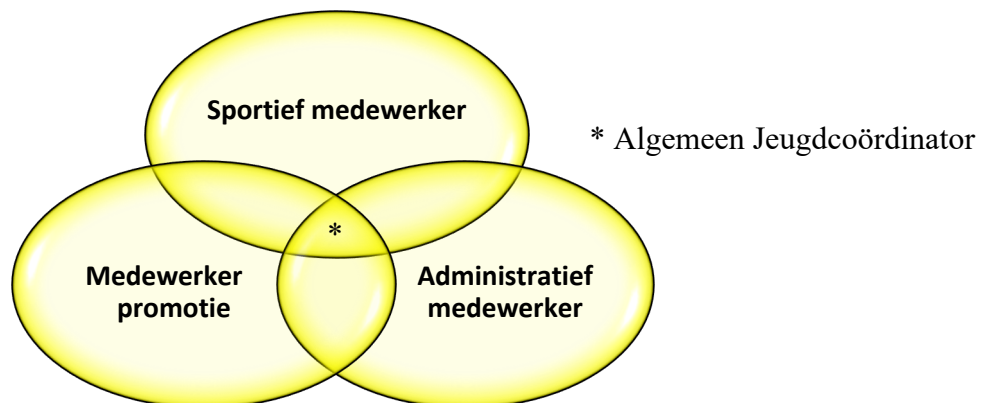 Sportief medewerker
* Algemeen Jeugdcoördinator
*
Medewerker
promotie
Administratief
medewerker